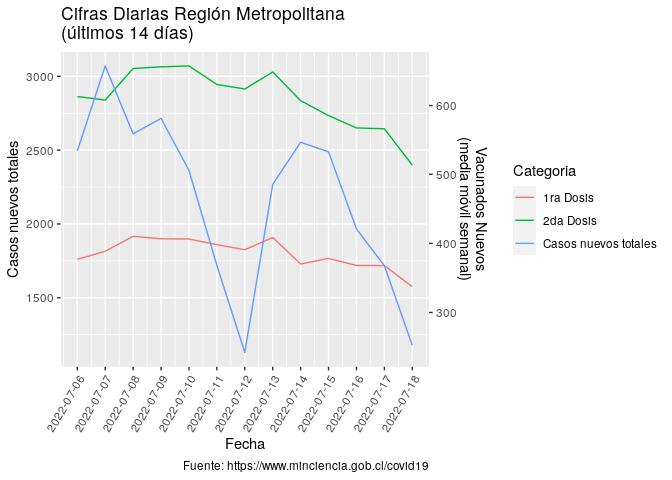 Cifras Diarias Región Metropolitana
(últimos 14 días)
Casos nuevos totales
3000
2500
2000
1500
600
500
400
300
Vacunados Nuevos
(media móvil semanal)
2022-07-06
2022-07-07
2022-07-08
2022-07-09
2022-07-10
2022-07-11
2022-07-12
2022-07-13
2022-07-14
2022-07-15
2022-07-16
2022-07-17
2022-07-18
Fecha
Categoria
1ra Dosis
2da Dosis
Casos nuevos totales
Fuente: https://www.minciencia.gob.cl/covid19